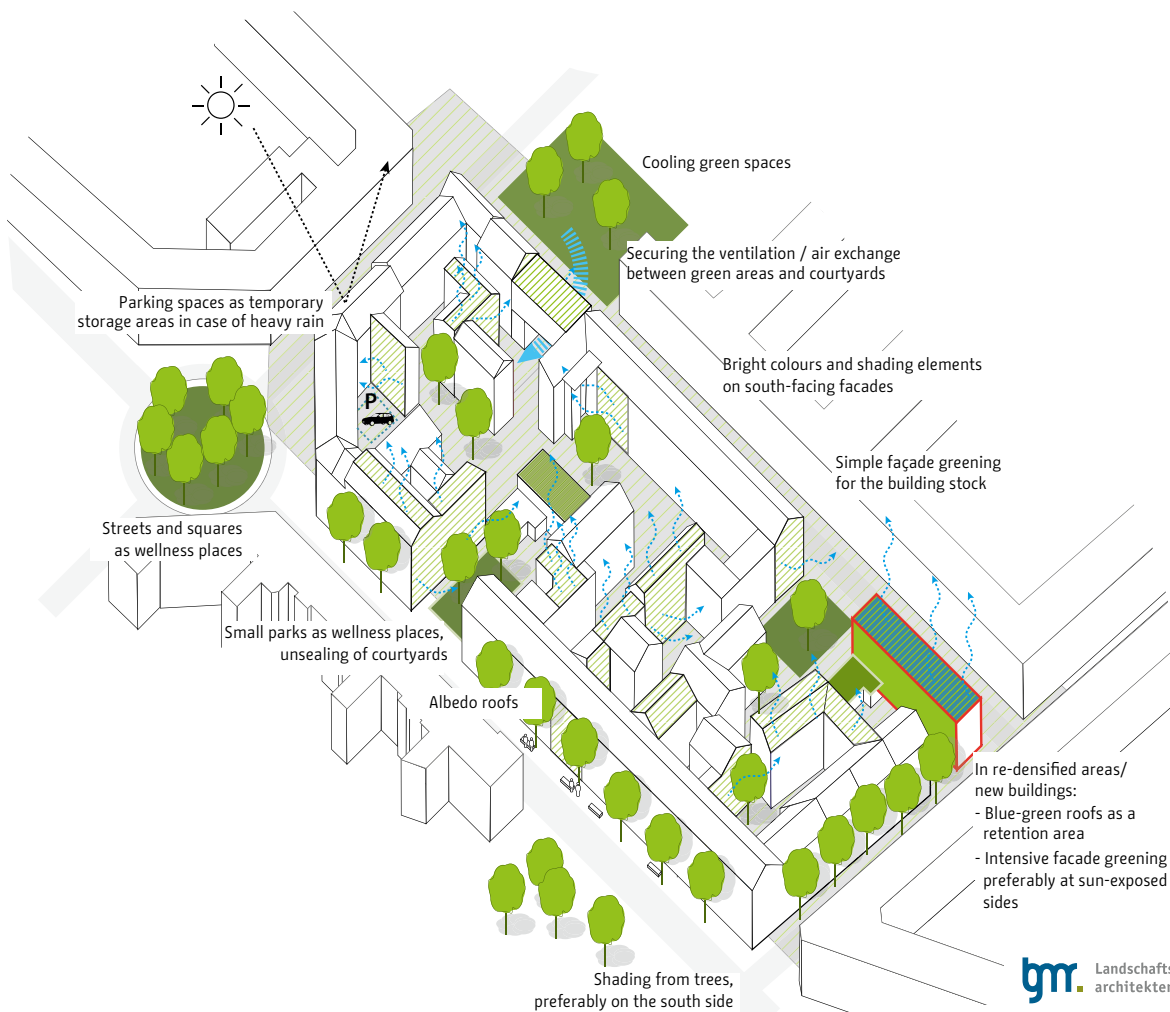 Cooling green spaces
Securing the ventilation / air exchange
between green areas and courtyards
Parking spaces as temporary
storage areas in case of heavy rain
Bright colours and shading elements
on south-facing facades
P
Simple façade greening
for the building stock
Streets and squares
as wellness places
Small parks as wellness places,
unsealing of courtyards
Albedo roofs
In re-densified areas/
new buildings:
- Blue-green roofs as a
retention area
- Intensive facade greening
preferably at sun-exposed
sides
Shading from trees,
preferably on the south side
bgmr.
Landschafts
architekten